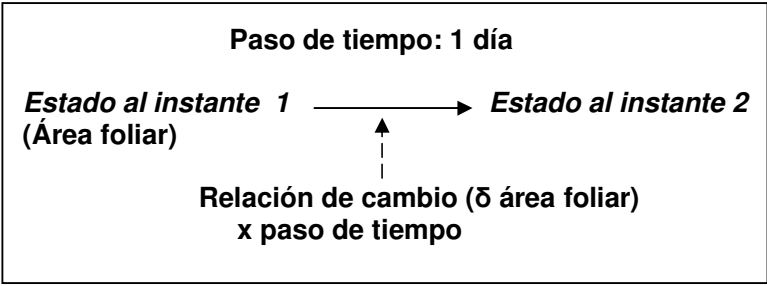 Paso de tiempo: 1 día
Estado al instante 1 Estado al instante 2
(Área foliar)
Relación de cambio (δ área foliar)
x paso de tiempo